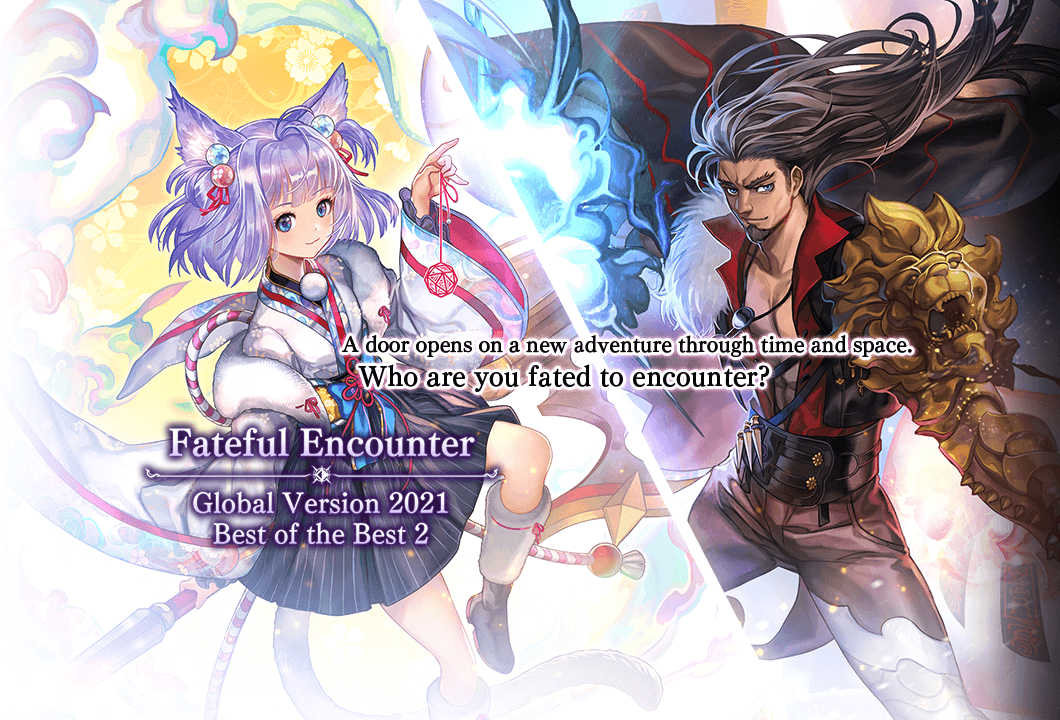 A door opens on a new adventure through time and space.
Who are you fated to encounter?
Fateful Encounter
Global Version 2021
Best of the Best 2